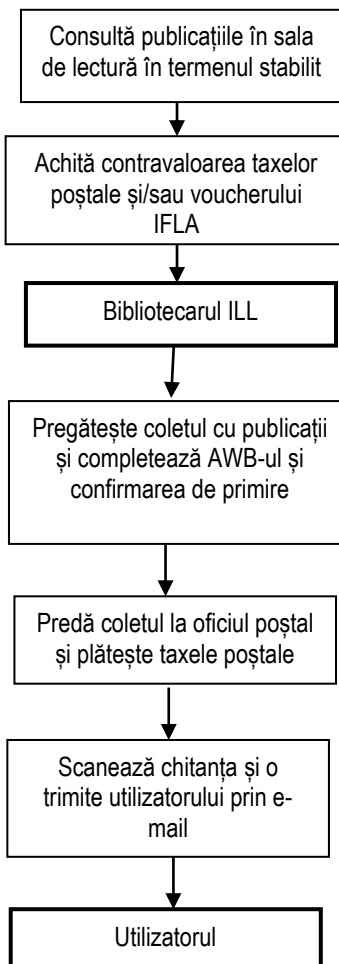 Consultă publicațiile în sala
de lectură în termenul stabilit
Achită contravaloarea taxelor
poștale și/sau voucherului
IFLA
Bibliotecarul ILL
Pregătește coletul cu publicații
și completează AWB-ul și
confirmarea de primire
Predă coletul la oficiul poștal
și plătește taxele poștale
Scanează chitanța și o
trimite utilizatorului prin e-
mail
Utilizatorul